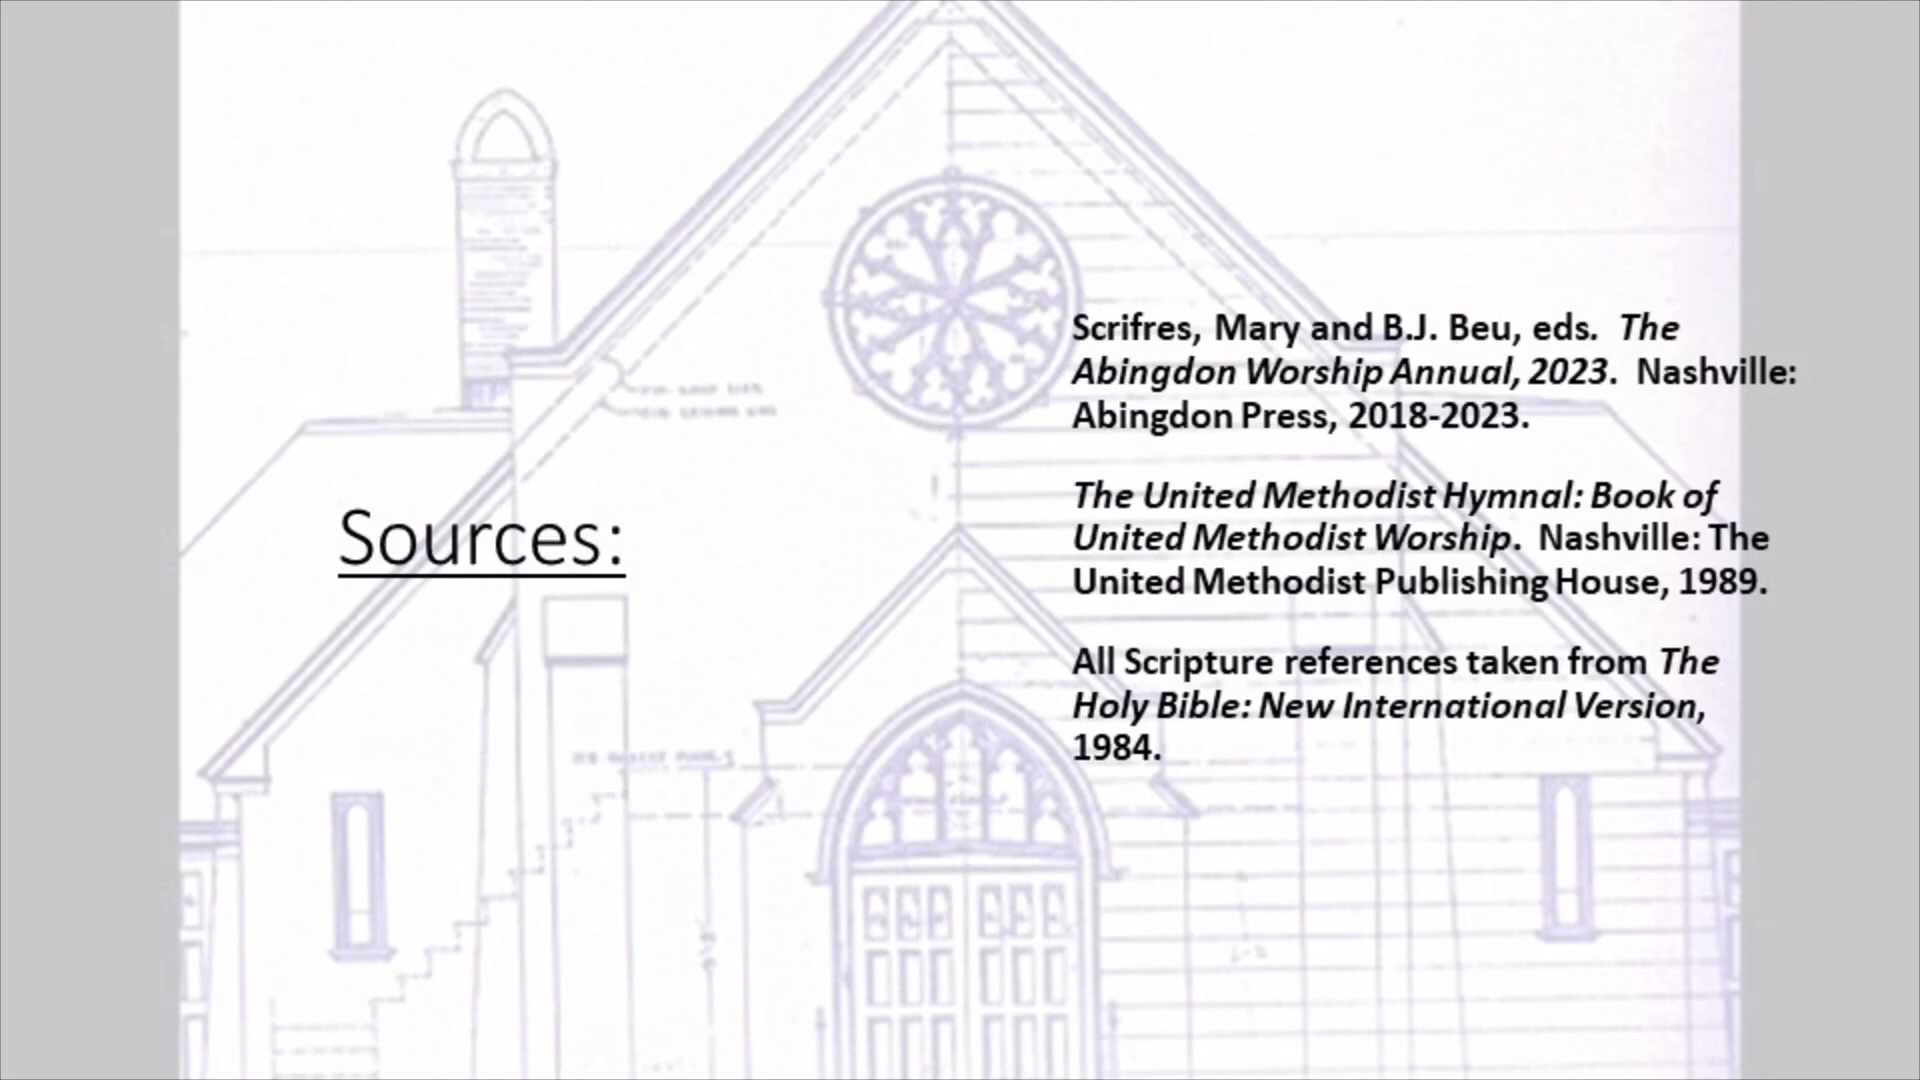 Sources:
Scrifres, Mary and B.J. Beu, eds. The
Abingdon Worship Annual, 2023. Nashville:
Abingdon Press, 2018-2023.
The United Methodist Hymnal: Book of
United Methodist Worship. Nashville: The
United Methodist Publishing House, 1989.
All Scripture references taken from The
Holy Bible: New International Version,
1984.